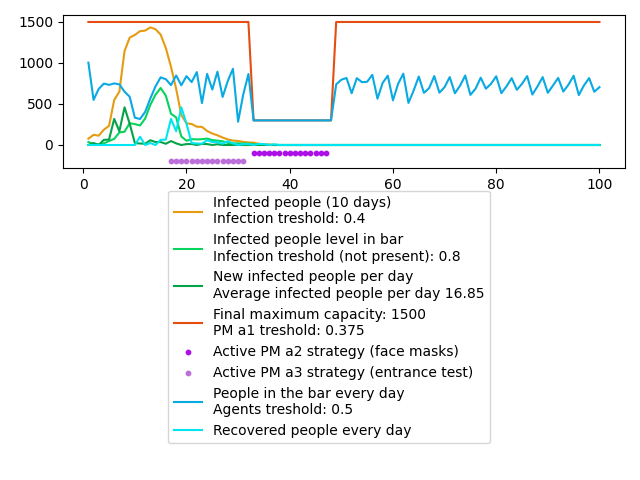 1500
1000
500
0
0
20
40
60
80
100
Infected people (10 days)
Infection treshold: 0.4
Infected people level in bar
Infection treshold (not present): 0.8
New infected people per day
Average infected people per day 16.85
Final maximum capacity: 1500
PM a1 treshold: 0.375
Active PM a2 strategy (face masks)
Active PM a3 strategy (entrance test)
People in the bar every day
Agents treshold: 0.5
Recovered people every day